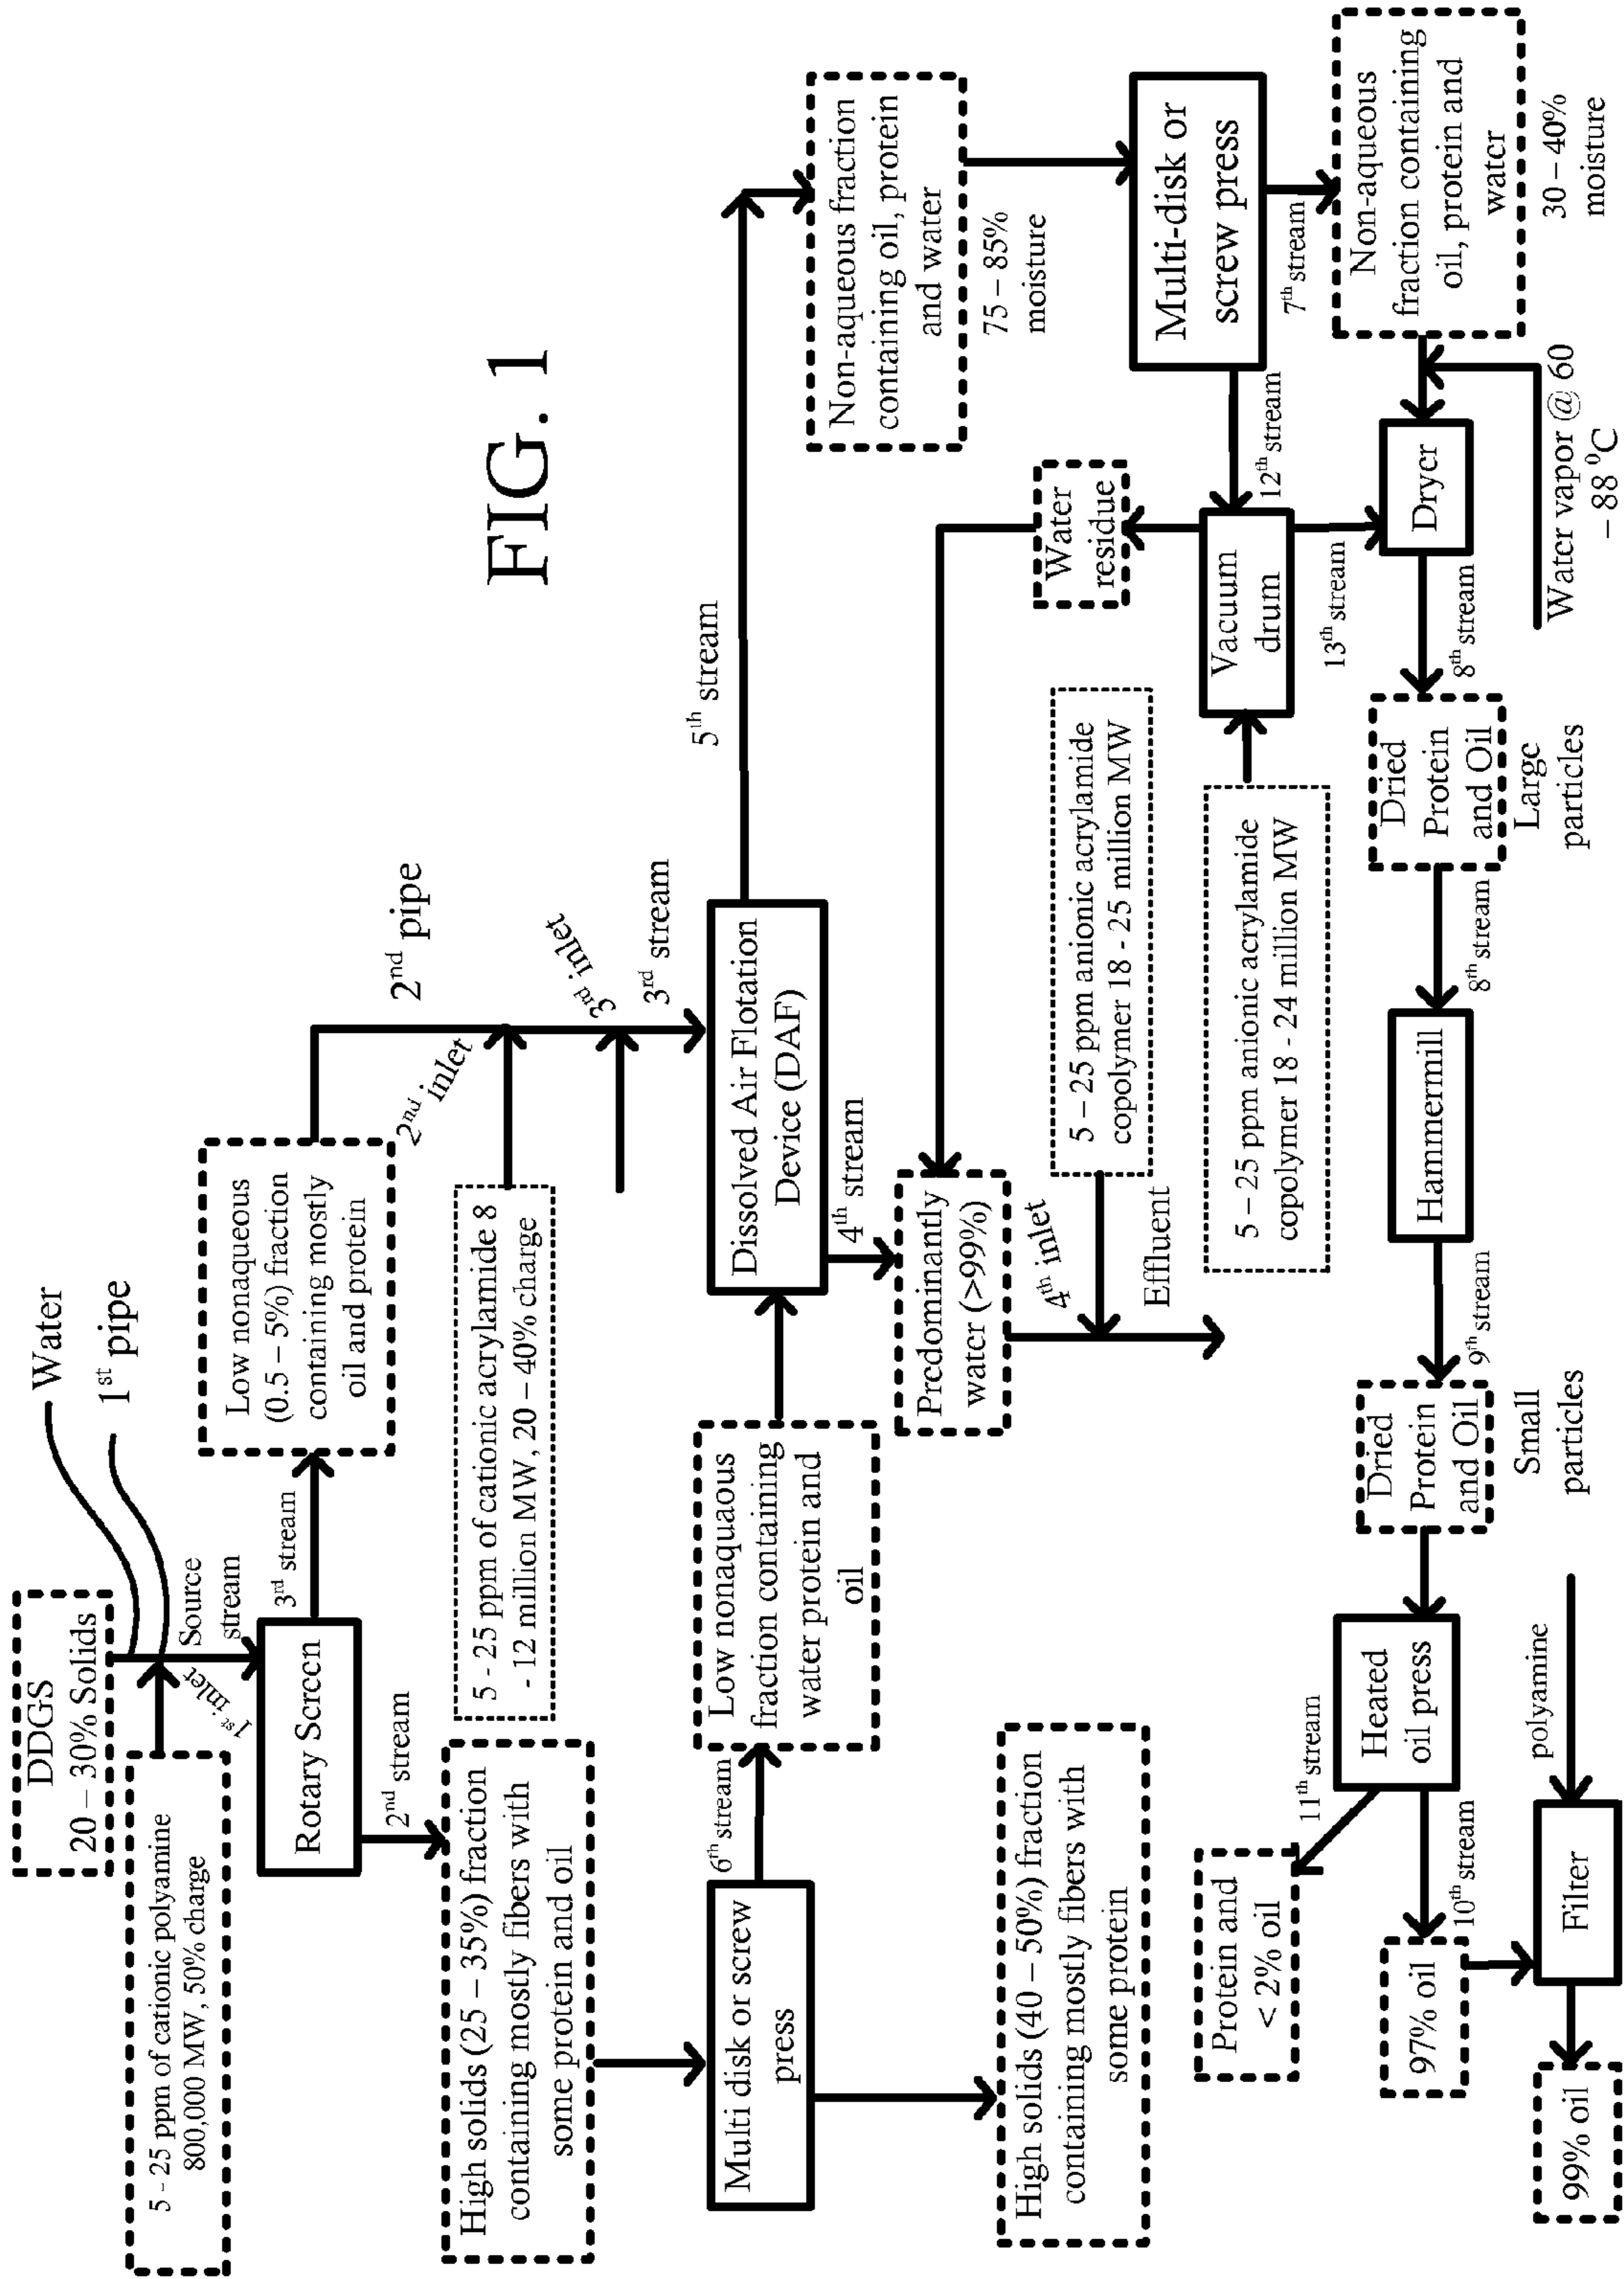 FIG. 1
DDGS
20 – 30% Solids
Water
1st pipe
5 - 25 ppm of cationic polyamine
800,000 MW, 50% charge
1st inlet
Source
stream
Rotary Screen
3rd stream
2nd stream
Low nonaqueous
(0.5 – 5%) fraction
containing mostly
oil and protein
2nd pipe
2nd inlet
3rd inlet
3rd stream
5 - 25 ppm of cationic acrylamide 8
- 12 million MW, 20 – 40% charge
High solids (25 – 35%) fraction
containing mostly fibers with
some protein and oil
Multi disk or screw
press
6th stream
Low nonaquaous
fraction containing
water protein and
oil
High solids (40 – 50%) fraction
containing mostly fibers with
some protein
Dissolved Air Flotation
Device (DAF)
4th stream
5th stream
Predominantly
water (>99%)
4th inlet
Effluent
5 – 25 ppm anionic acrylamide
copolymer 18 - 25 million MW
Non-aqueous fraction
containing oil, protein
and water
75 – 85%
moisture
Multi-disk or
screw press
7th stream
12th stream
Non-aqueous
fraction containing
oil, protein and
water
30 – 40%
moisture
Water
residue
Vacuum
drum
5 – 25 ppm anionic acrylamide
copolymer 18 - 24 million MW
13th stream
Dryer
Water vapor @ 60
– 88 °C
8th stream
Dried
Protein
and Oil
Large
particles
8th stream
Hammermill
9th stream
Dried
Protein
and Oil
Small
particles
Heated
oil press
11th stream
10th stream
Protein and
< 2% oil
97% oil
polyamine
Filter
99% oil